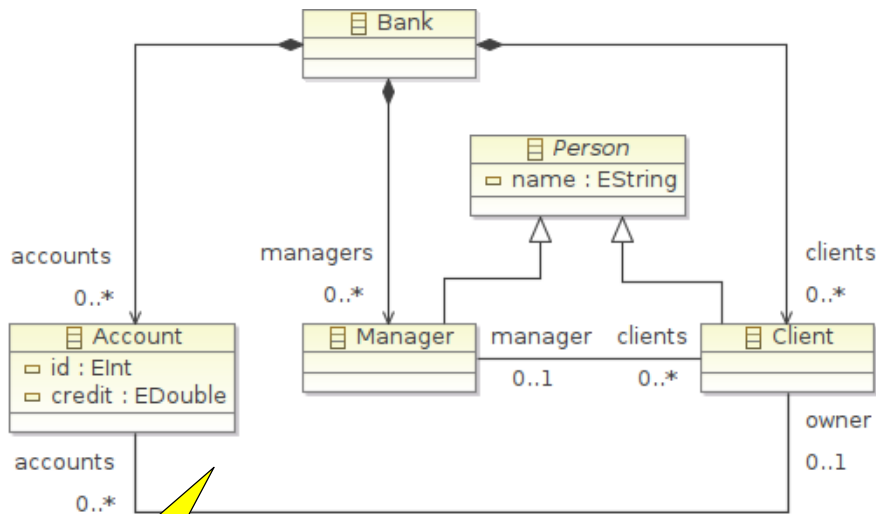 Bank
Person
name : EString
accounts
0..*
managers
0..*
clients
0..*
Account
id : EInt
credit : EDouble
Manager
manager
0..1
clients
0..*
Client
accounts
0..*
owner
0..1